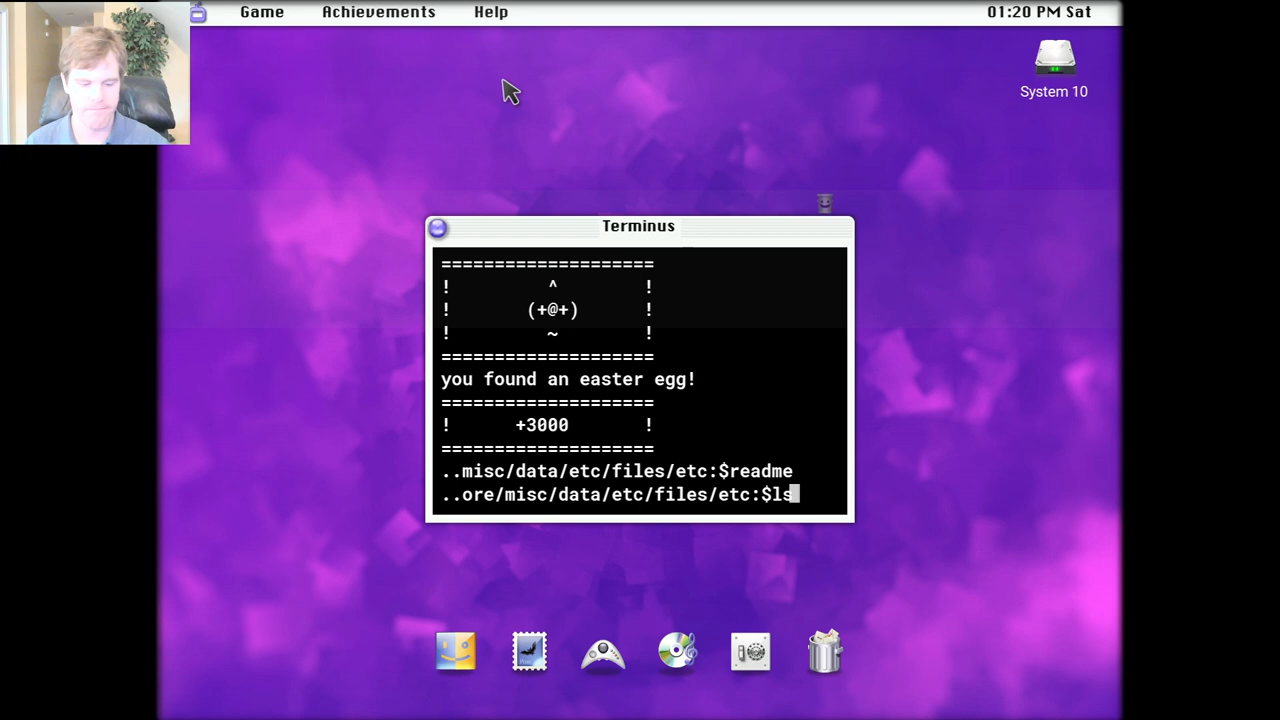 Game Achievements Help 01:20 PM Sat
System 10
Terminus
===================
! ^ !
! (+@+) !
! ~ !
===================
you found an easter egg!
===================
! +3000 !
===================
..misc/data/etc/files/etc:$readme
..ore/misc/data/etc/files/etc:$ls